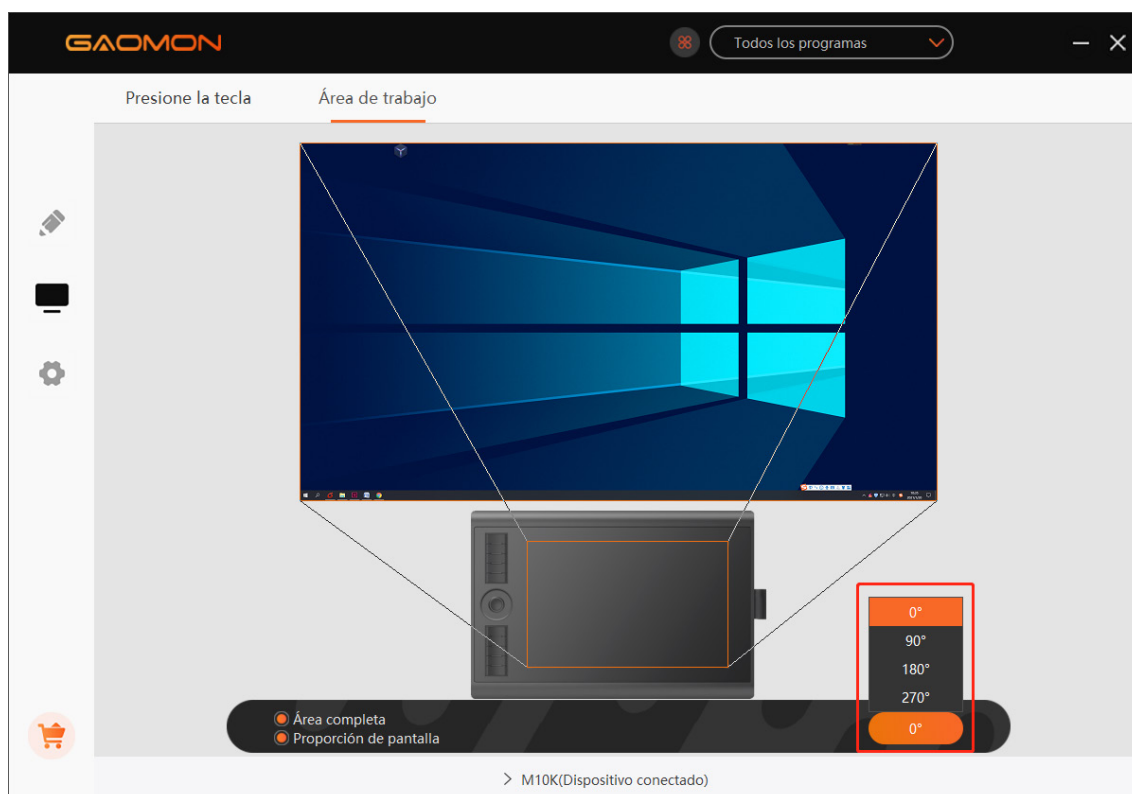 GAOMON
Todos los programas
Presione la tecla
Área de trabajo
0°
90°
180°
270°
0°
Área completa
Proporción de pantalla
M10K(Dispositivo conectado)